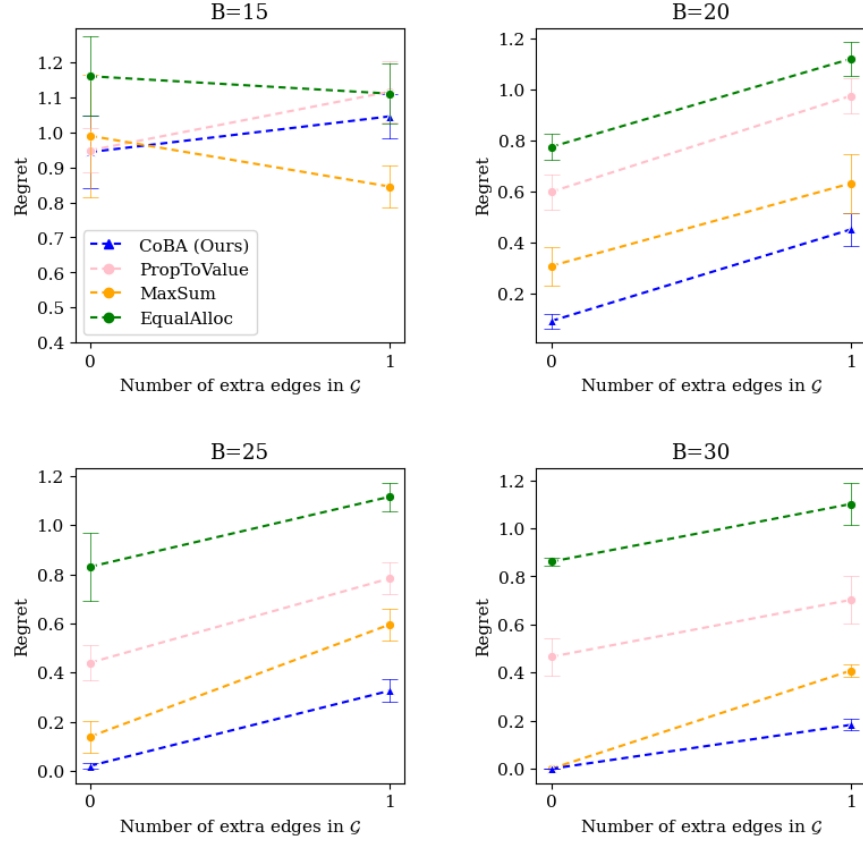 B=15
1.2
1.1
1.0
0.9
0.8
0.7
0.6
0.5
0.4
Regret
CoBA (Ours)
PropToValue
MaxSum
EqualAlloc
0
1
Number of extra edges in 𝒢
B=20
1.2
1.0
0.8
0.6
0.4
0.2
Regret
0
1
Number of extra edges in 𝒢
B=25
1.2
1.0
0.8
0.6
0.4
0.2
0.0
Regret
0
1
Number of extra edges in 𝒢
B=30
1.2
1.0
0.8
0.6
0.4
0.2
0.0
Regret
0
1
Number of extra edges in 𝒢